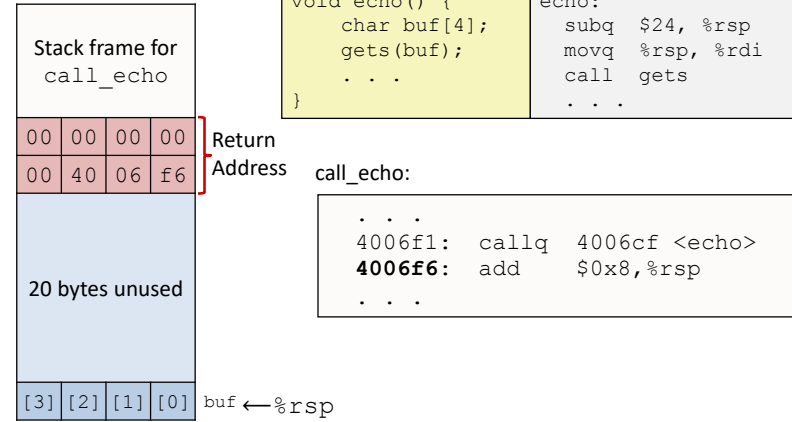 void echo() {
    char buf[4];
    gets(buf);
    . . .
}
echo:
  subq  $24, %rsp
  movq  %rsp, %rdi
  call  gets
  . . .
Stack frame for
call_echo
00 00 00 00
00 40 06 f6
Return
Address
call_echo:
. . .
4006f1:  callq  4006cf <echo>
4006f6:  add    $0x8,%rsp
. . .
20 bytes unused
[3] [2] [1] [0] buf ⟵%rsp